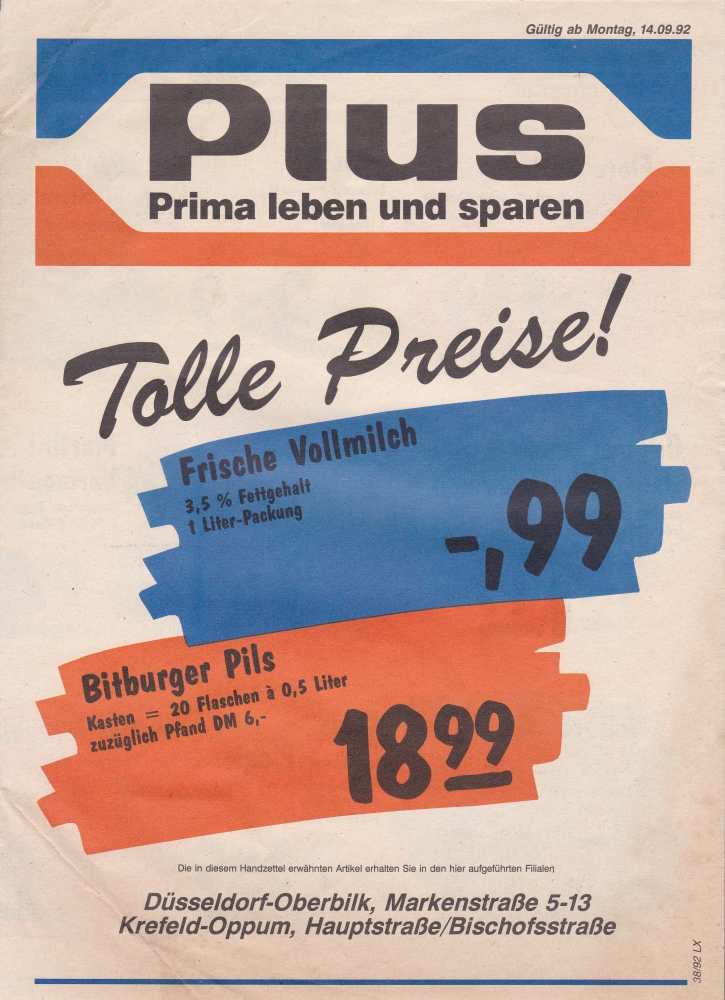 Gültig ab Montag, 14.09.92
Plus
Prima leben und sparen
Tolle Preise!
Frische Vollmilch
3,5 % Fettgehalt
1 Liter-Packung
-,99
Bitburger Pils
Kasten = 20 Flaschen à 0,5 Liter
zuzüglich Pfand DM 6,-
18 99
Die in diesem Handzettel erwähnten Artikel erhalten Sie in den hier aufgeführten Filialen
Düsseldorf-Oberbilk, Markenstraße 5-13
Krefeld-Oppum, Hauptstraße/Bischofsstraße
38/92 LX